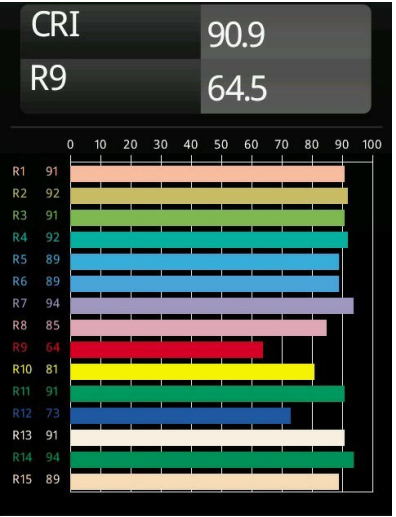 CRI 90.9
R9 64.5
0 10 20 30 40 50 60 70 80 90 100
R1 91
R2 92
R3 91
R4 92
R5 89
R6 89
R7 94
R8 85
R9 64
R10 81
R11 91
R12 73
R13 91
R14 94
R15 89